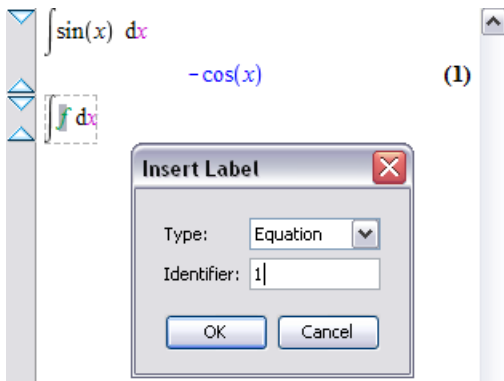 ∫sin(x) dx
-cos(x) (1)
∫f dx
Insert Label
Type: Equation
Identifier: 1
OK Cancel